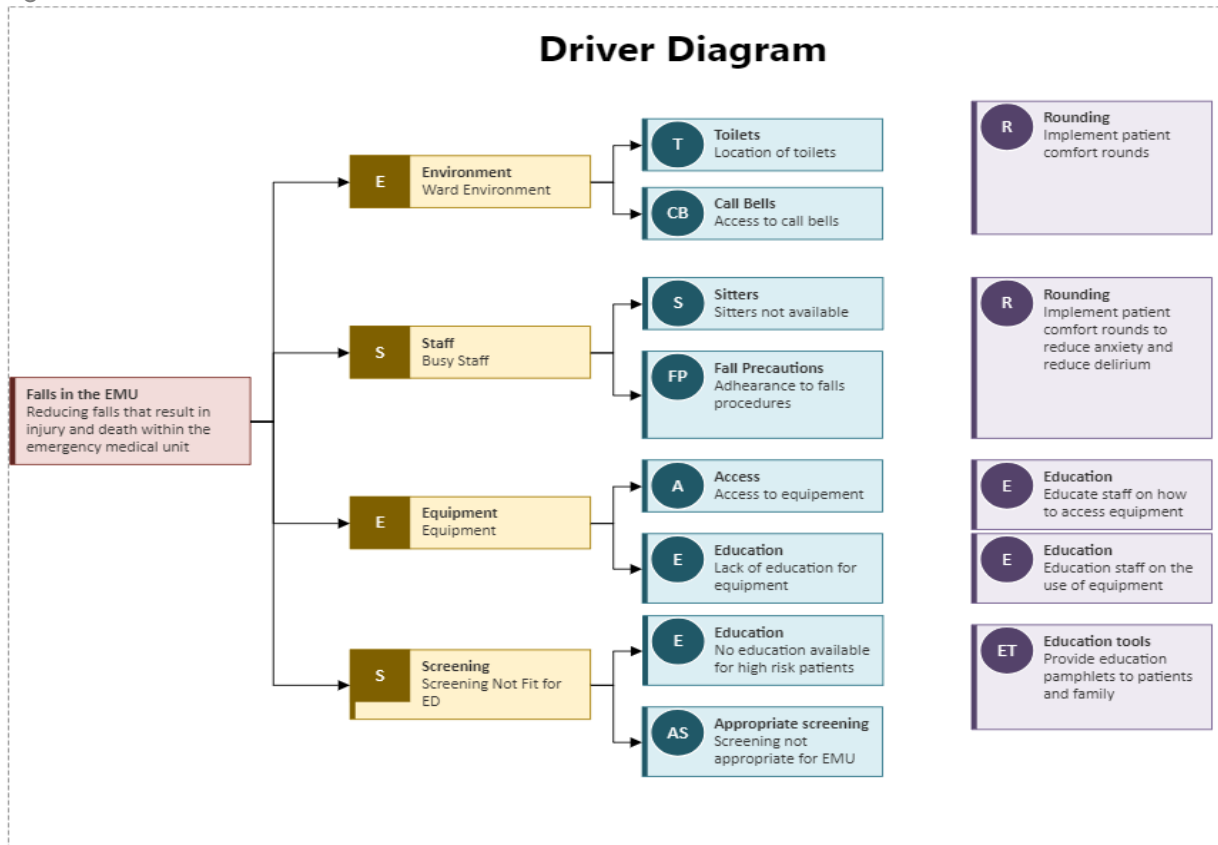 Driver Diagram
Falls in the EMU
Reducing falls that result in
injury and death within the
emergency medical unit
E
Environment
Ward Environment
S
Staff
Busy Staff
E
Equipment
Equipment
S
Screening
Screening Not Fit for
ED
T
Toilets
Location of toilets
CB
Call Bells
Access to call bells
S
Sitters
Sitters not available
FP
Fall Precautions
Adhearance to falls
procedures
A
Access
Access to equipement
E
Education
Lack of education for
equipment
E
Education
No education available
for high risk patients
AS
Appropriate screening
Screening not
appropriate for EMU
R
Rounding
Implement patient
comfort rounds
R
Rounding
Implement patient
comfort rounds to
reduce anxiety and
reduce delirium
E
Education
Educate staff on how
to access equipment
E
Education
Education staff on the
use of equipment
ET
Education tools
Provide education
pamphlets to patients
and family